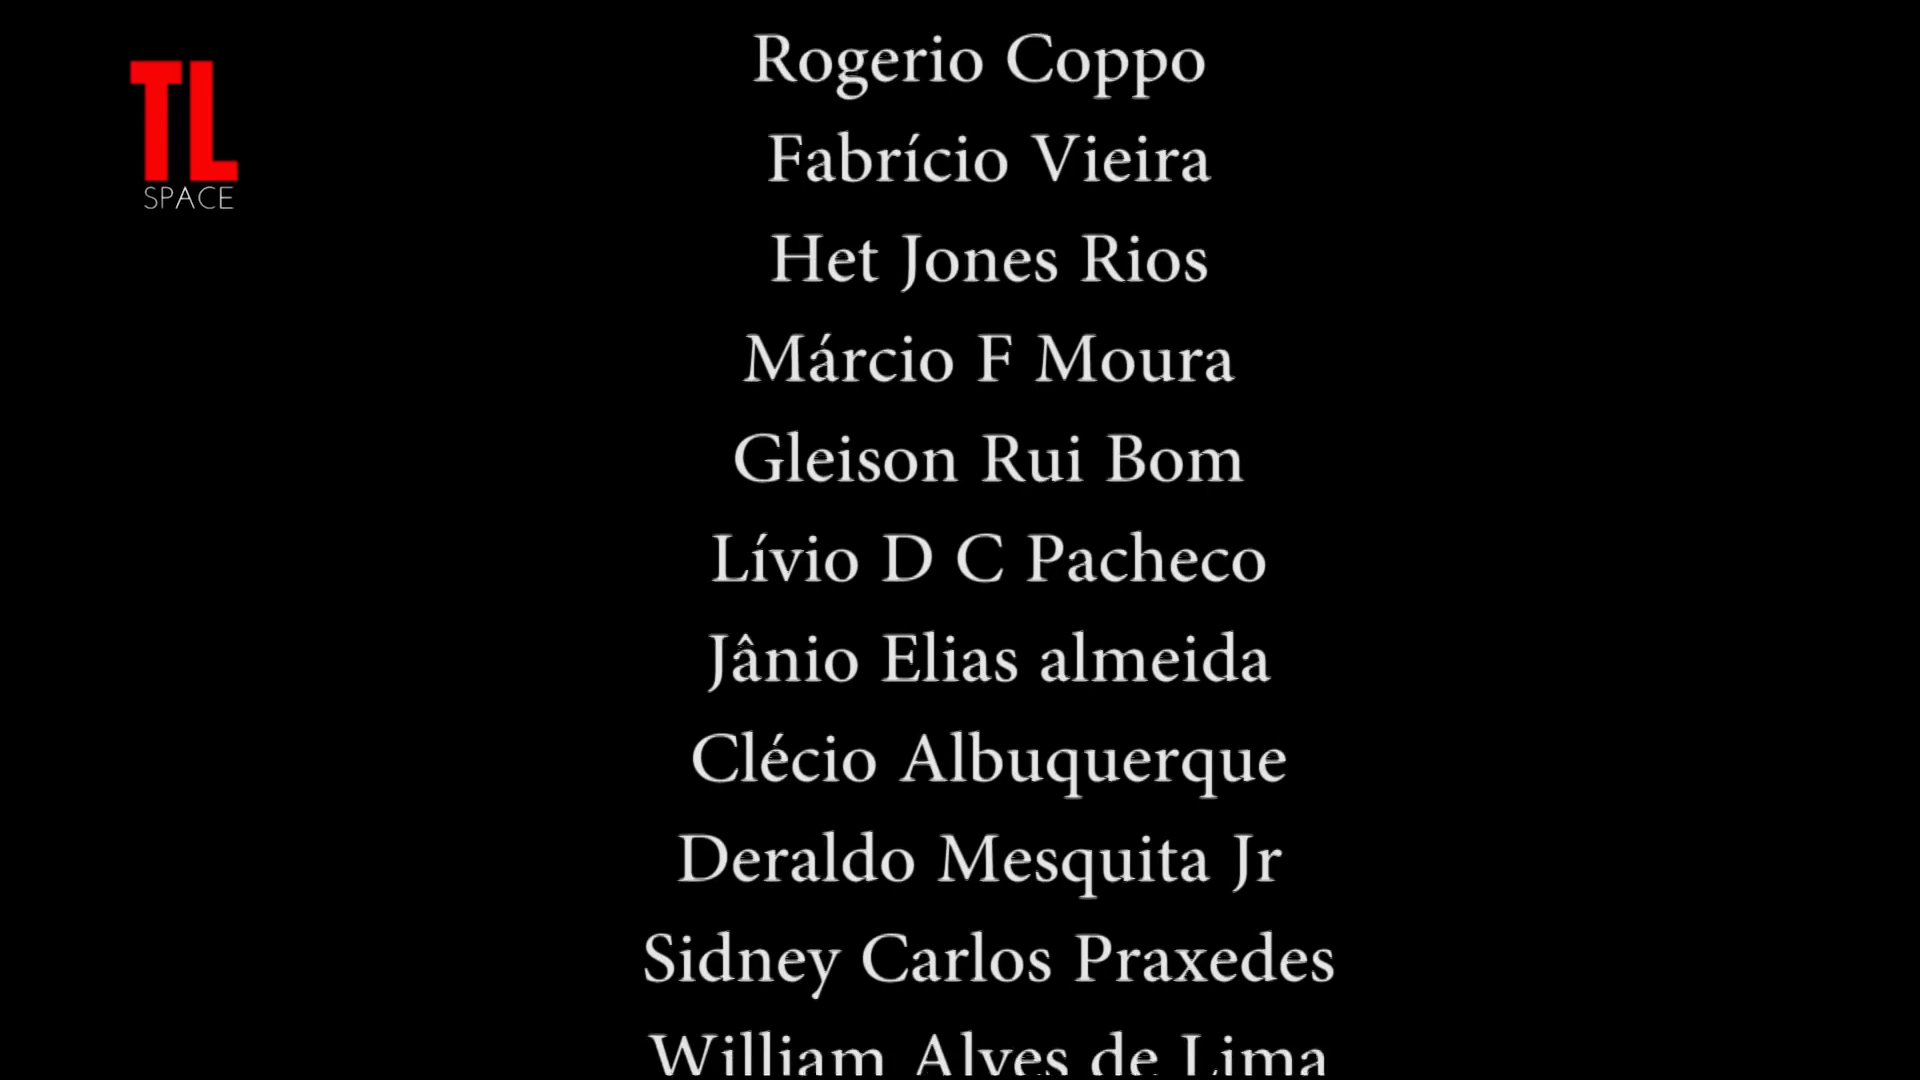 TL
SPACE
Rogerio Coppo
Fabrício Vieira
Het Jones Rios
Márcio F Moura
Gleison Rui Bom
Lívio D C Pacheco
Jânio Elias almeida
Clécio Albuquerque
Deraldo Mesquita Jr
Sidney Carlos Praxedes
William Alves de Lima